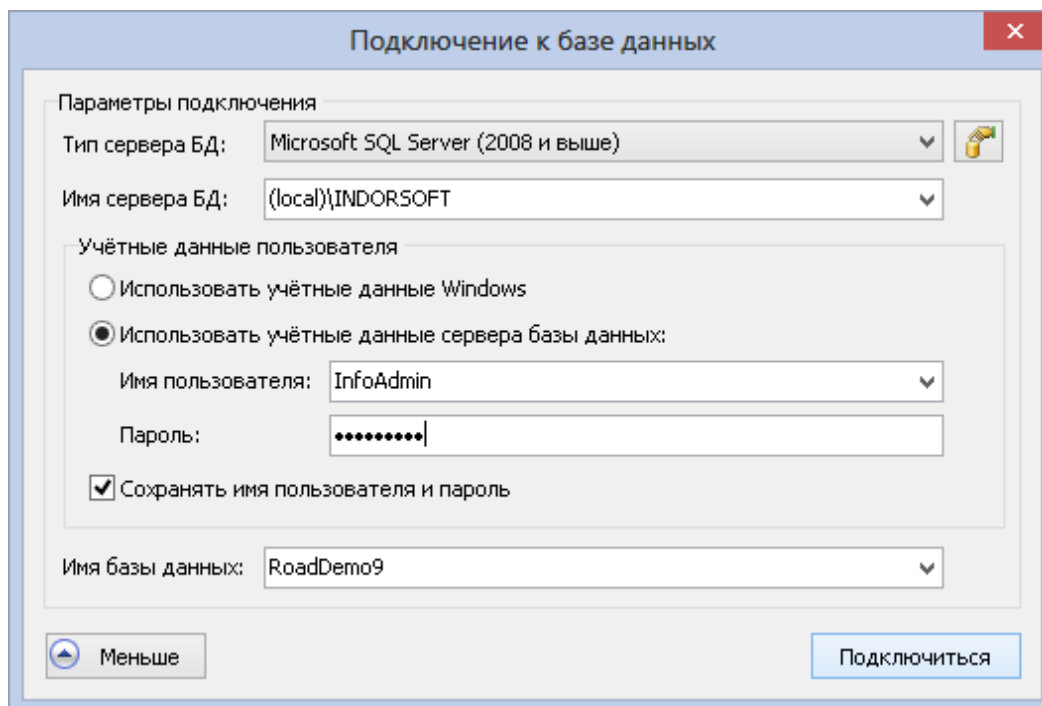 Подключение к базе данных
Параметры подключения
Тип сервера БД: Microsoft SQL Server (2008 и выше)
Имя сервера БД: (local)\INDORSOFT
Учётные данные пользователя
Использовать учётные данные Windows
Использовать учётные данные сервера базы данных:
Имя пользователя: InfoAdmin
Пароль: •••••••••
Сохранять имя пользователя и пароль
Имя базы данных: RoadDemo9
Меньше Подключиться